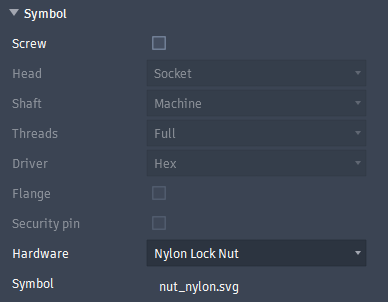 Symbol
Screw
Head Socket
Shaft Machine
Threads Full
Driver Hex
Flange
Security pin
Hardware Nylon Lock Nut
Symbol nut_nylon.svg